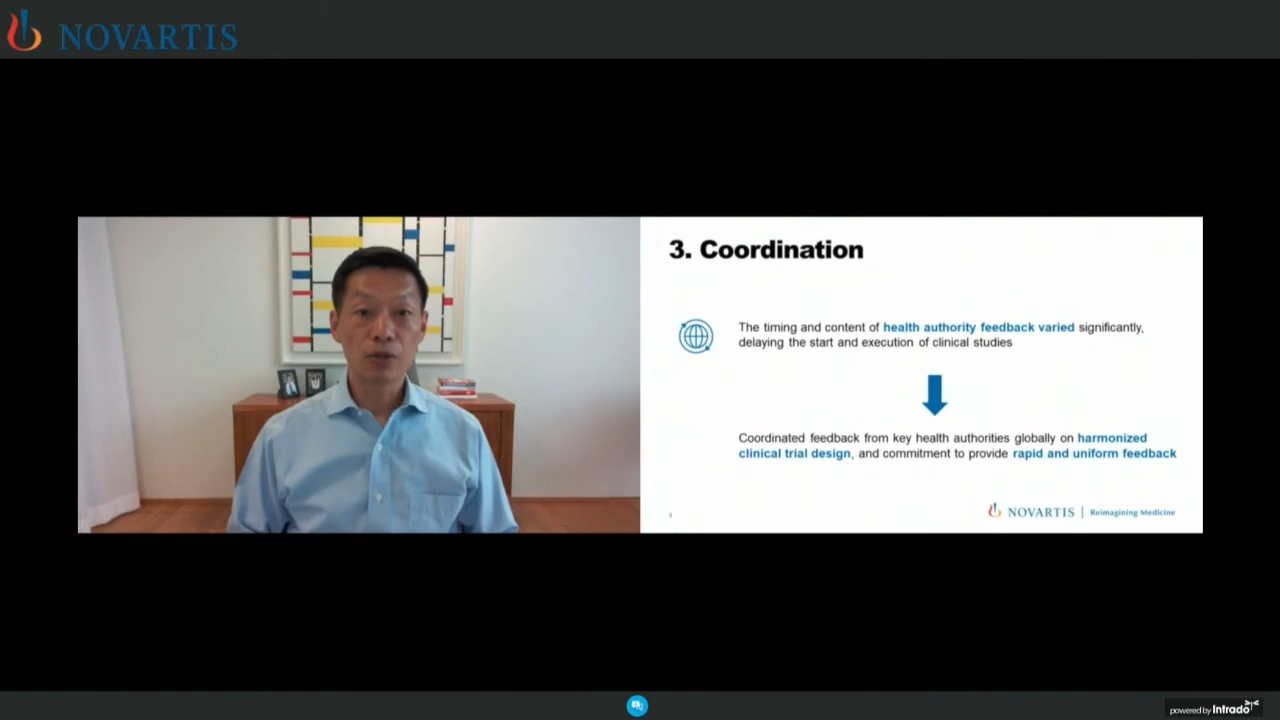 NOVARTIS
3. Coordination
The timing and content of health authority feedback varied significantly,
delaying the start and execution of clinical studies
Coordinated feedback from key health authorities globally on harmonized
clinical trial design, and commitment to provide rapid and uniform feedback
4
NOVARTIS | Reimagining Medicine
powered by Intrado